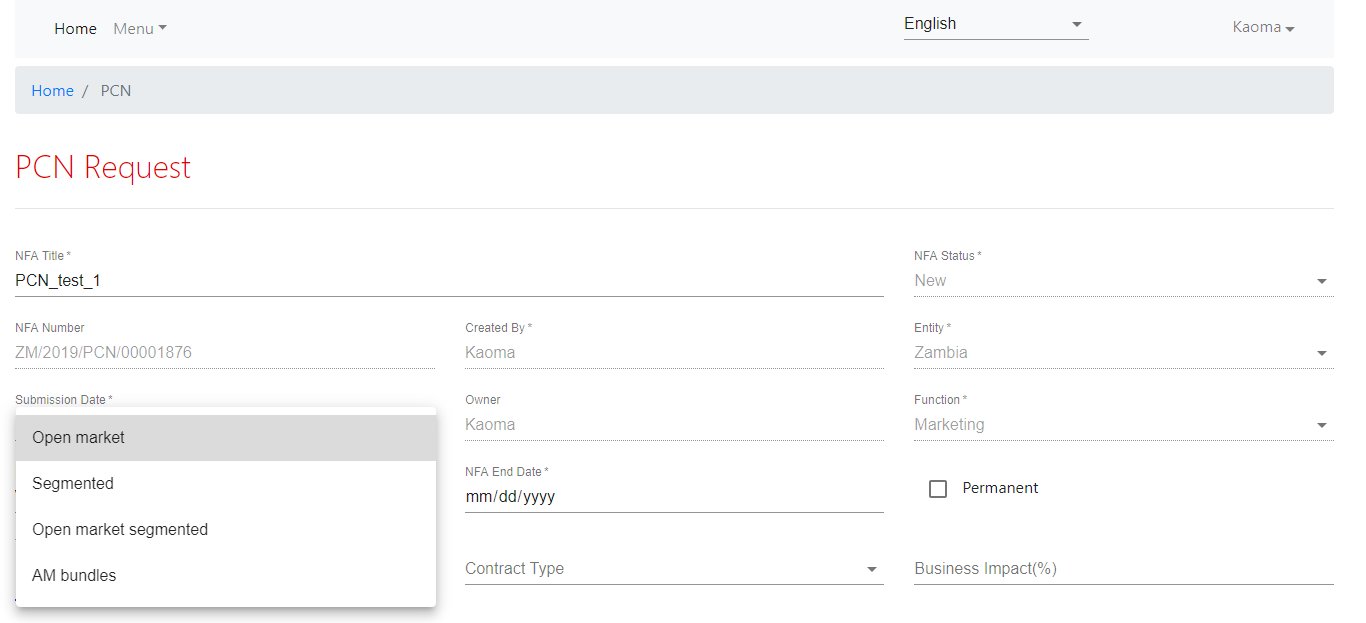 Home Menu English Kaoma
Home / PCN
PCN Request
NFA Title * NFA Status *
PCN_test_1 New
NFA Number Created By * Entity *
ZM/2019/PCN/00001876 Kaoma Zambia
Submission Date * Owner Function *
Kaoma Marketing
Open market
NFA End Date *
Segmented
mm/dd/yyyy Permanent
Open market segmented
AM bundles Contract Type Business Impact(%)